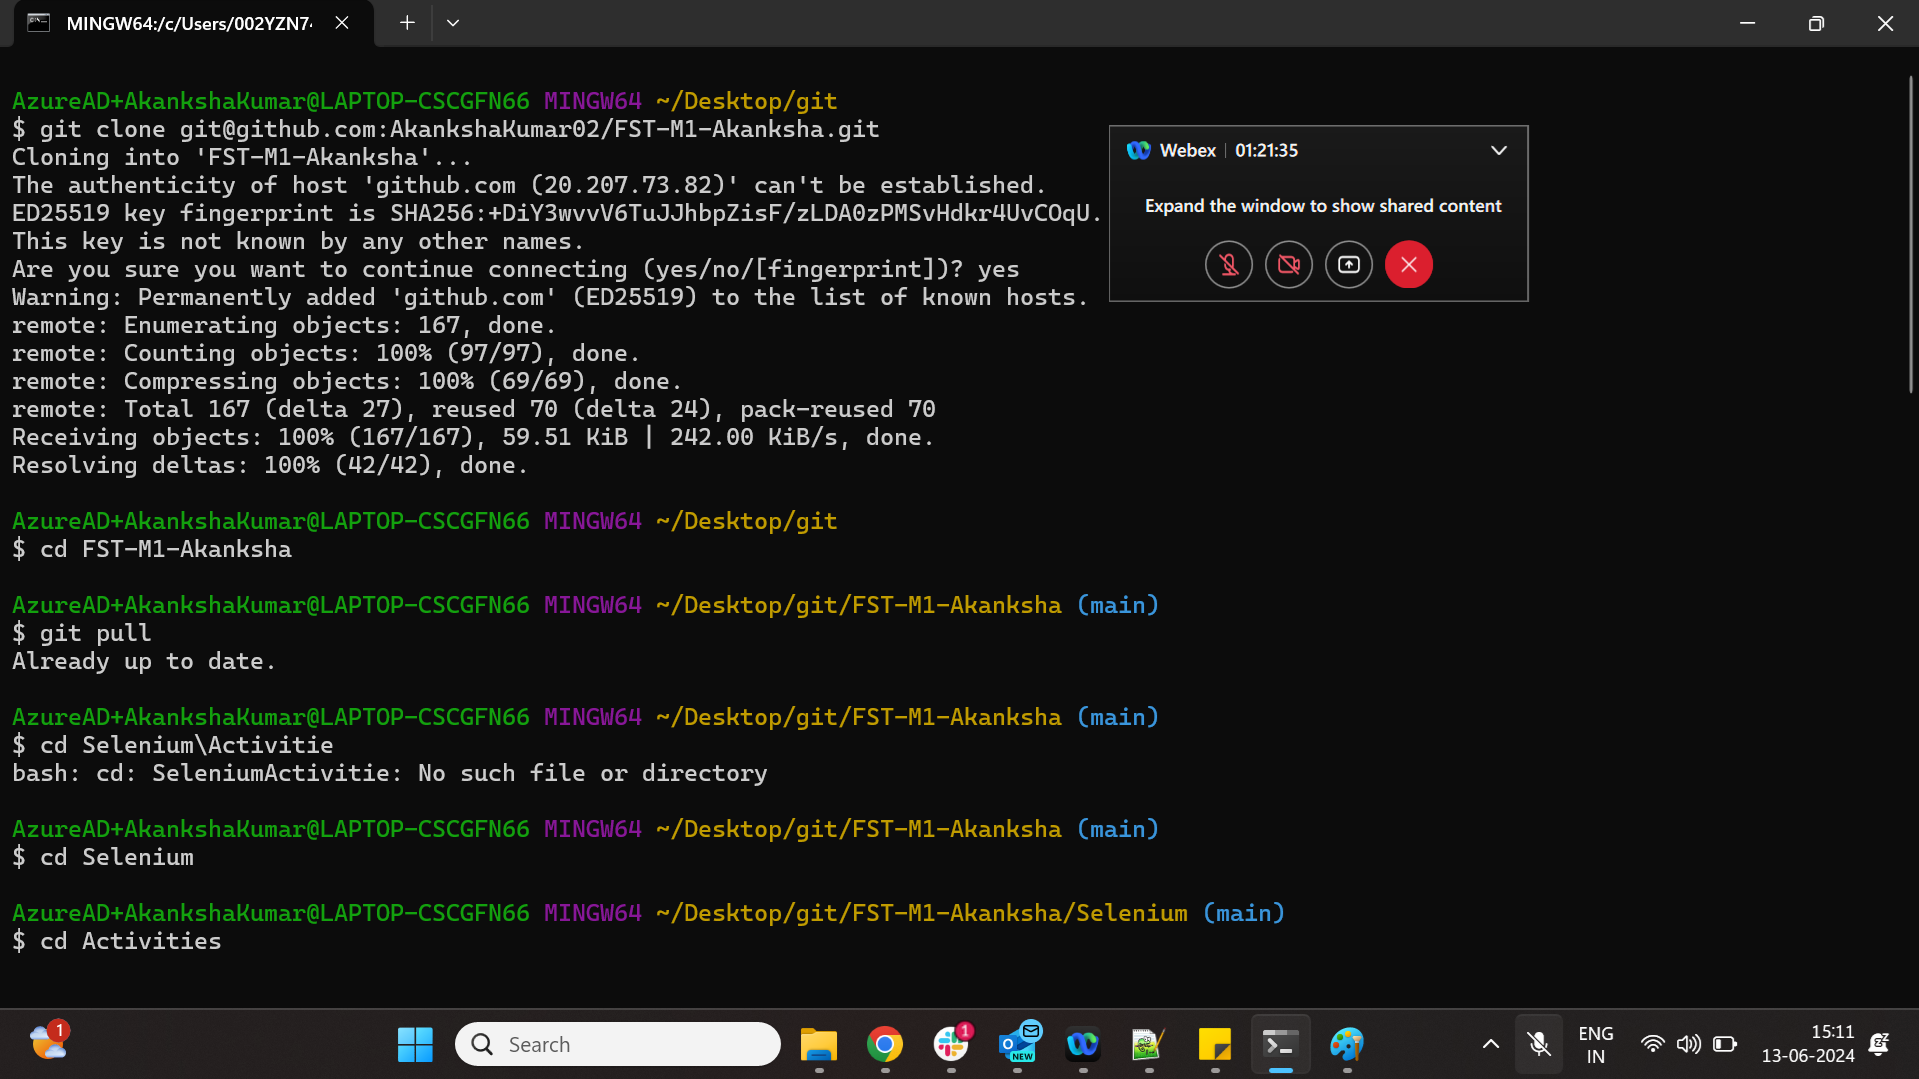 MINGW64:/c/Users/002YZN74
AzureAD+AkankshaKumar@LAPTOP-CSCGFN66 MINGW64 ~/Desktop/git
$ git clone git@github.com:AkankshaKumar02/FST-M1-Akanksha.git
Cloning into 'FST-M1-Akanksha'...
The authenticity of host 'github.com (20.207.73.82)' can't be established.
ED25519 key fingerprint is SHA256:+DiY3wvvV6TuJJhbpZisF/zLDA0zPMSvHdkr4UvCOqU.
This key is not known by any other names.
Are you sure you want to continue connecting (yes/no/[fingerprint])? yes
Warning: Permanently added 'github.com' (ED25519) to the list of known hosts.
remote: Enumerating objects: 167, done.
remote: Counting objects: 100% (97/97), done.
remote: Compressing objects: 100% (69/69), done.
remote: Total 167 (delta 27), reused 70 (delta 24), pack-reused 70
Receiving objects: 100% (167/167), 59.51 KiB | 242.00 KiB/s, done.
Resolving deltas: 100% (42/42), done.
AzureAD+AkankshaKumar@LAPTOP-CSCGFN66 MINGW64 ~/Desktop/git
$ cd FST-M1-Akanksha
AzureAD+AkankshaKumar@LAPTOP-CSCGFN66 MINGW64 ~/Desktop/git/FST-M1-Akanksha (main)
$ git pull
Already up to date.
AzureAD+AkankshaKumar@LAPTOP-CSCGFN66 MINGW64 ~/Desktop/git/FST-M1-Akanksha (main)
$ cd Selenium\Activitie
bash: cd: SeleniumActivitie: No such file or directory
AzureAD+AkankshaKumar@LAPTOP-CSCGFN66 MINGW64 ~/Desktop/git/FST-M1-Akanksha (main)
$ cd Selenium
AzureAD+AkankshaKumar@LAPTOP-CSCGFN66 MINGW64 ~/Desktop/git/FST-M1-Akanksha/Selenium (main)
$ cd Activities
Webex | 01:21:35
Expand the window to show shared content
1
Search
1
NEW
ENG
IN
15:11
13-06-2024